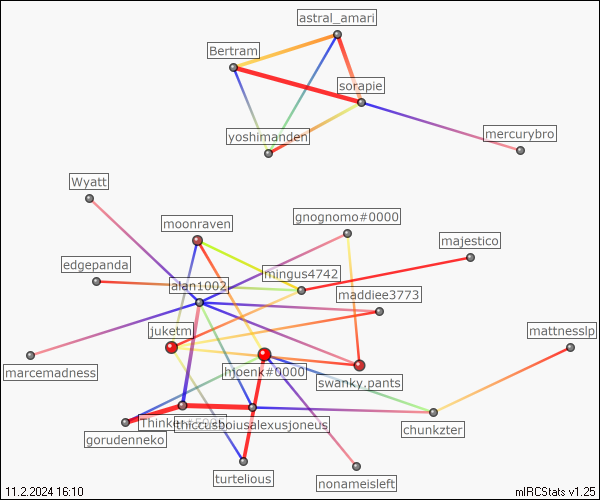 astral_amari
Bertram
sorapie
yoshimanden
mercurybro
Wyatt
moonraven
gnognomo#0000
majestico
edgepanda
mingus4742
alan1002
maddiee3773
juketm
mattnesslp
marcemadness
hjoenk#0000
swanky.pants
thiccusboiusalexusjoneus
gorudenneko
chunkzter
turtelious
nonameisleft
11.2.2024 16:10
mIRCStats v1.25